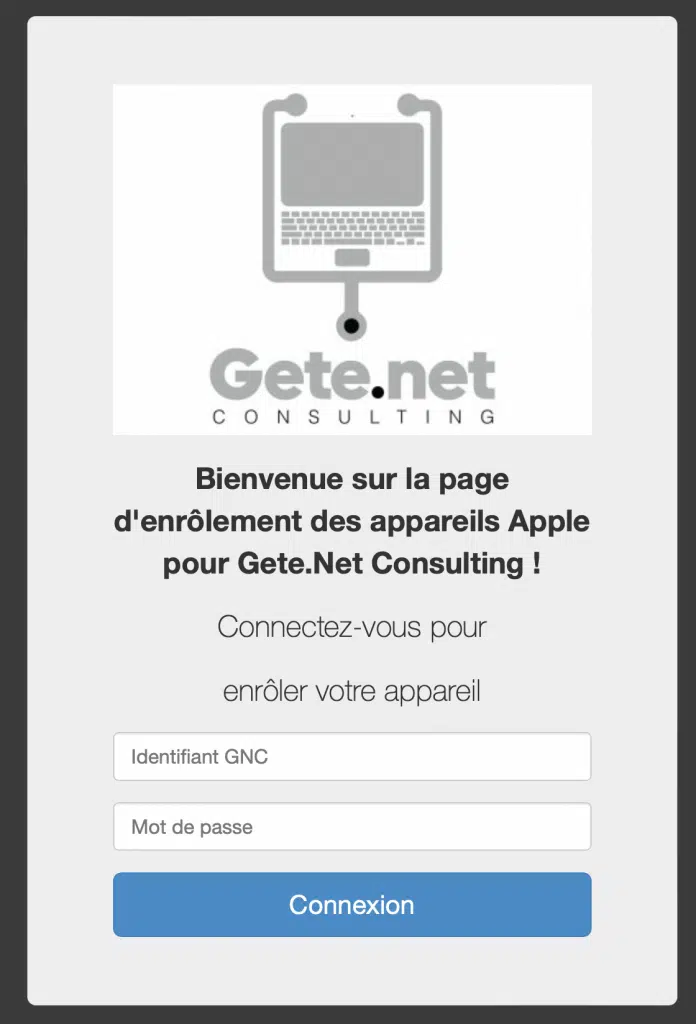 Gete.net
CONSULTING
Bienvenue sur la page
d'enrôlement des appareils Apple
pour Gete.Net Consulting !
Connectez-vous pour
enrôler votre appareil
Identifiant GNC
Mot de passe
Connexion